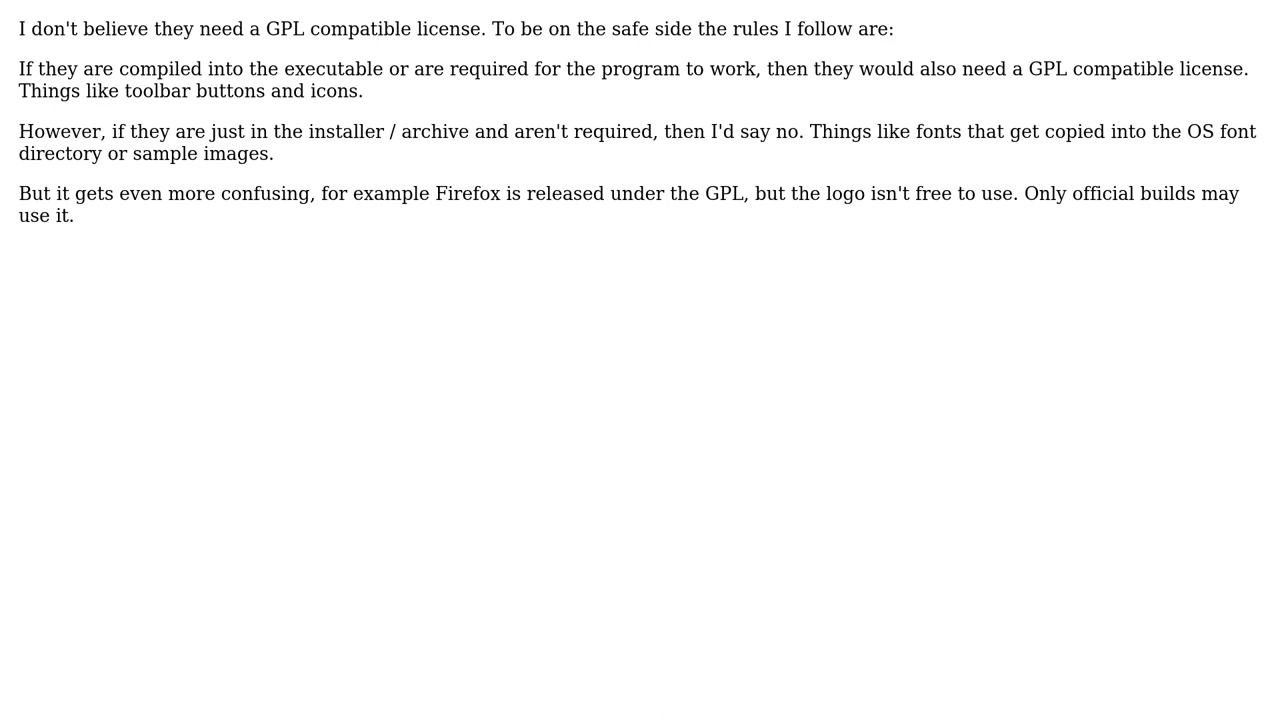 I don't believe they need a GPL compatible license. To be on the safe side the rules I follow are:
If they are compiled into the executable or are required for the program to work, then they would also need a GPL compatible license.
Things like toolbar buttons and icons.
However, if they are just in the installer / archive and aren't required, then I'd say no. Things like fonts that get copied into the OS font
directory or sample images.
But it gets even more confusing, for example Firefox is released under the GPL, but the logo isn't free to use. Only official builds may
use it.